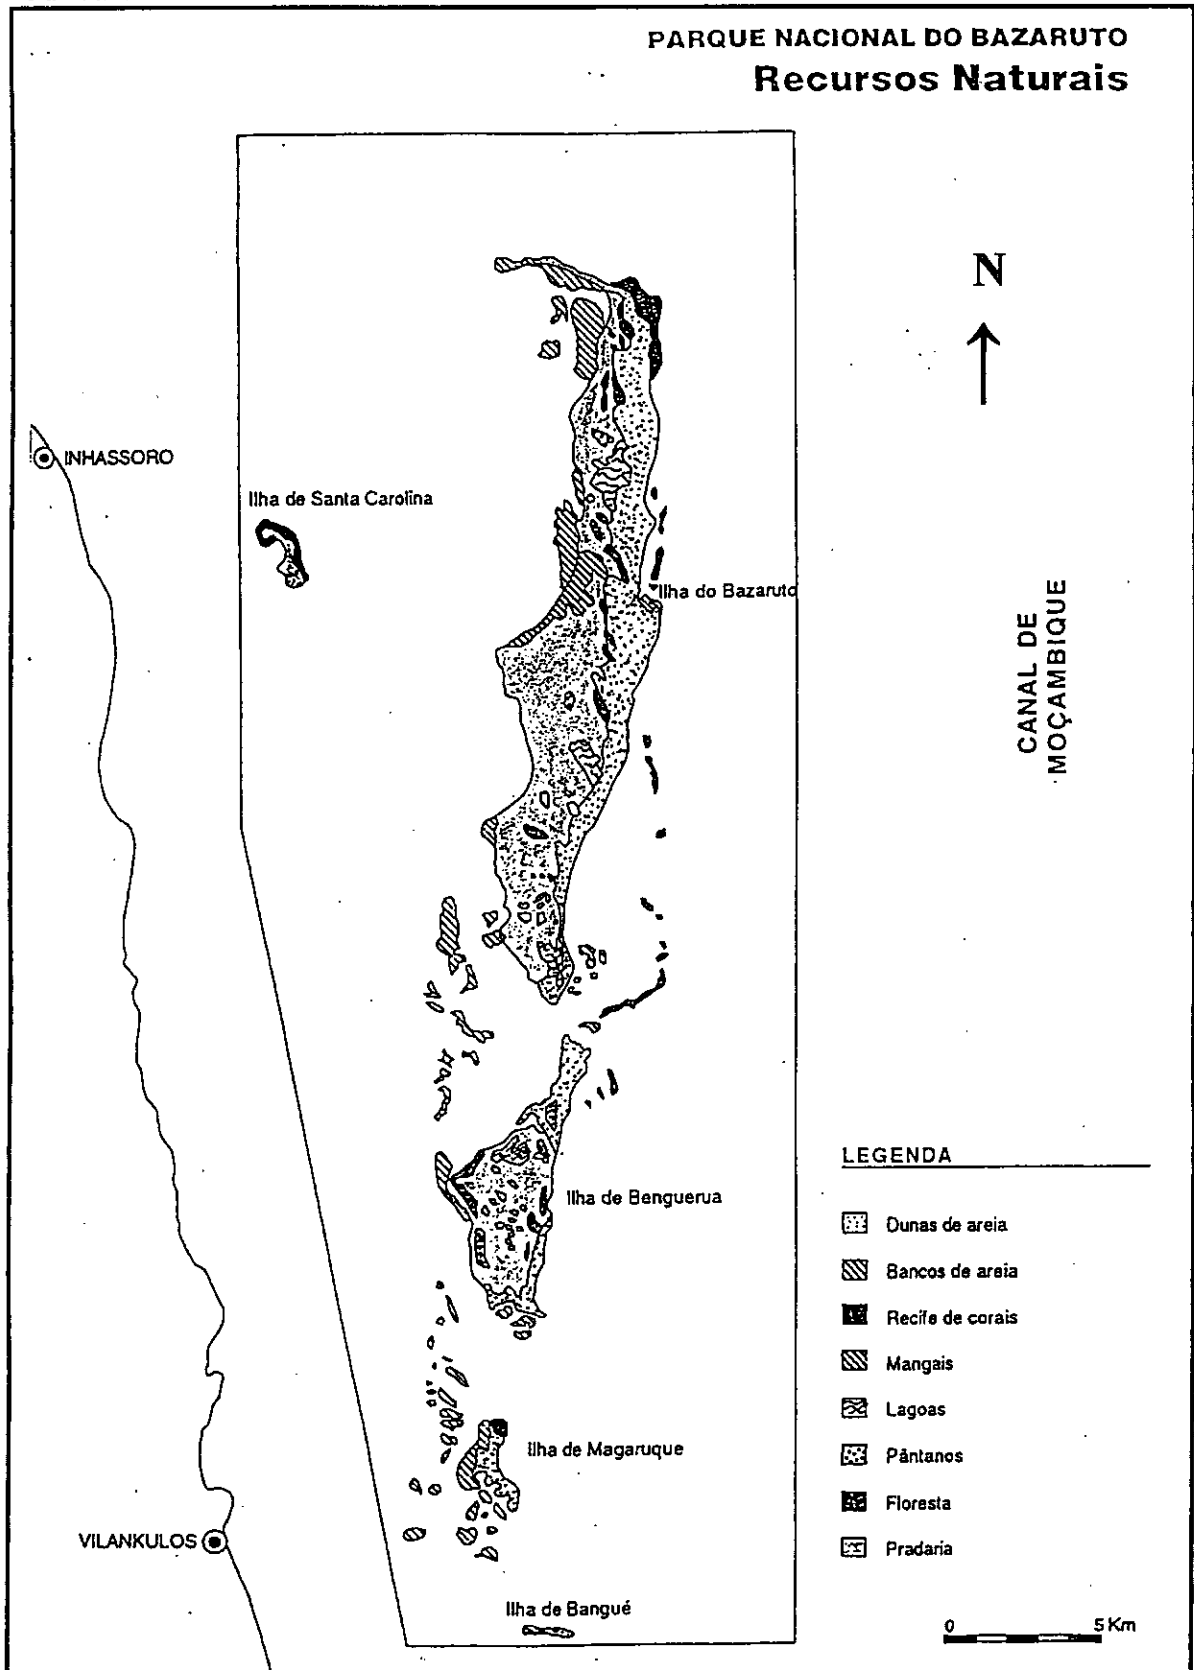 PARQUE NACIONAL DO BAZARUTO
Recursos Naturais
N
INHASSORO
Ilha de Santa Carolina
Ilha do Bazaruto
CANAL DE
MOÇAMBIQUE
LEGENDA
Ilha de Benguerua
Dunas de areia
Bancos de areia
Recife de corais
Mangais
Lagoas
Ilha de Magaruque
Pântanos
Floresta
VILANKULOS
Pradaria
Ilha de Bangué
0 5 Km